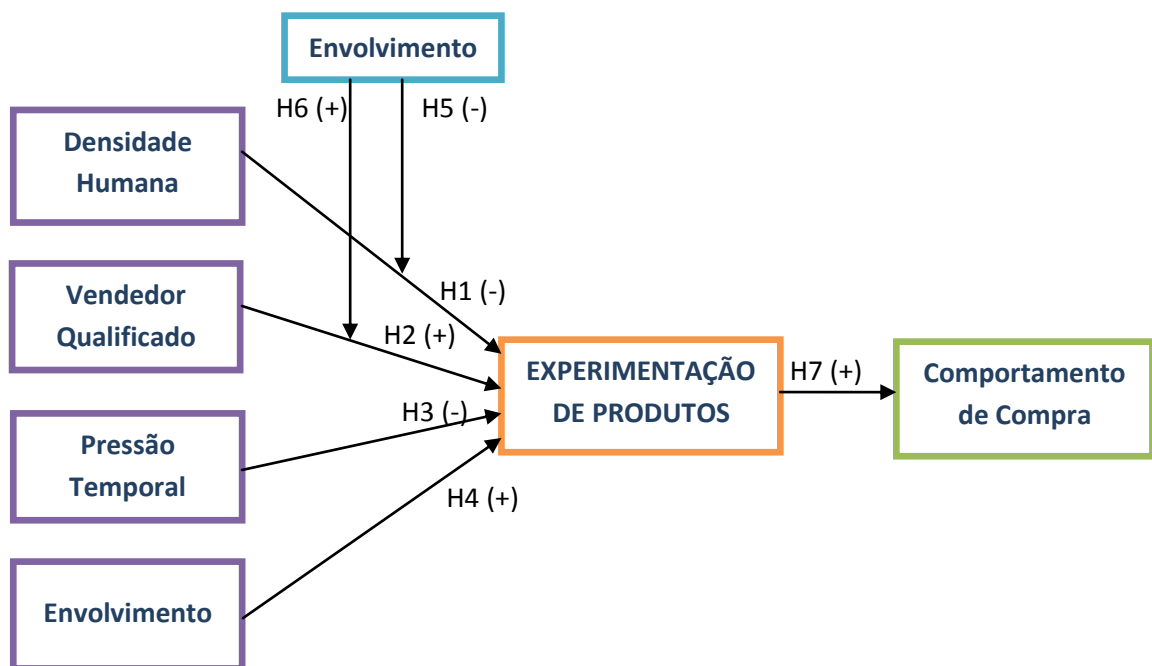 Envolvimento
H6 (+)
H5 (-)
Densidade
Humana
H1 (-)
Vendedor
Qualificado
H2 (+)
EXPERIMENTAÇÃO
DE PRODUTOS
H7 (+)
Comportamento
de Compra
H3 (-)
Pressão
Temporal
H4 (+)
Envolvimento